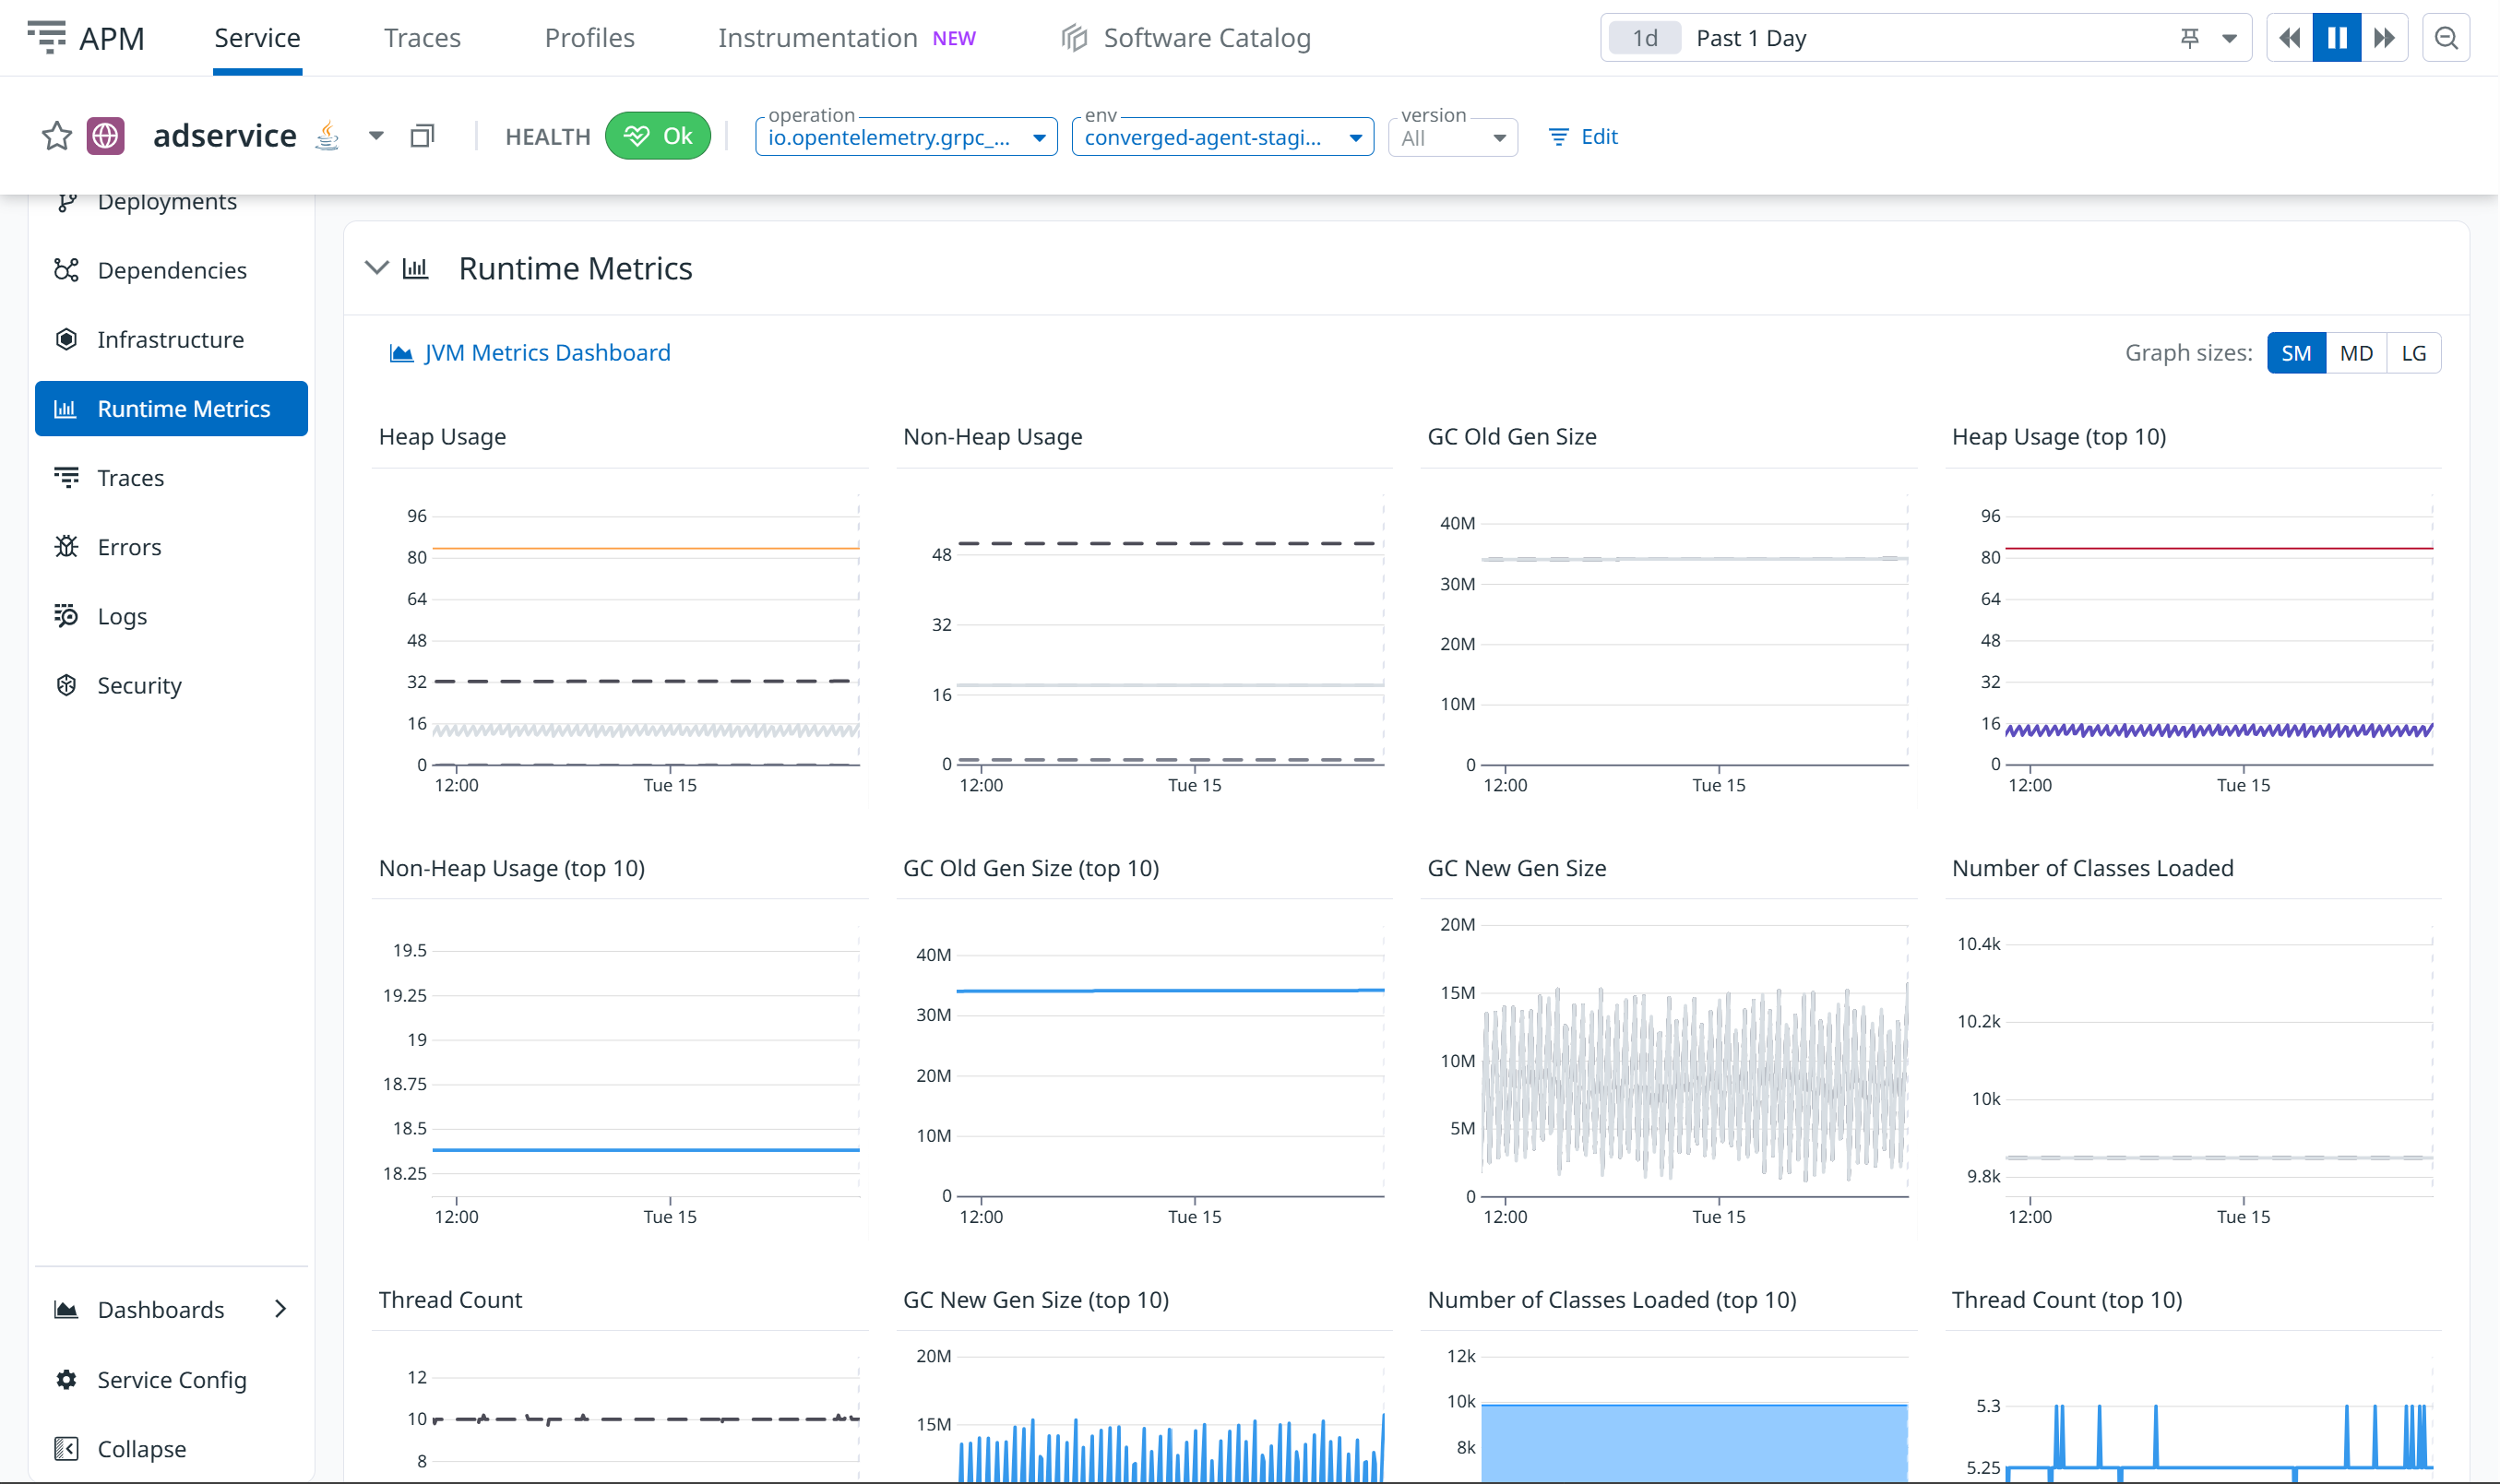 APM Service Traces Profiles Instrumentation NEW Software Catalog 1d Past 1 Day
adservice HEALTH Ok operation io.opentelemetry.grpc_... env converged-agent-stagi... version All Edit
Deployments
Dependencies
Infrastructure
Runtime Metrics
Traces
Errors
Logs
Security
Dashboards
Service Config
Collapse
Runtime Metrics
JVM Metrics Dashboard Graph sizes: SM MD LG
Heap Usage
96
80
64
48
32
16
0
12:00 Tue 15
Non-Heap Usage
48
32
16
0
12:00 Tue 15
GC Old Gen Size
40M
30M
20M
10M
0
12:00 Tue 15
Heap Usage (top 10)
96
80
64
48
32
16
0
12:00 Tue 15
Non-Heap Usage (top 10)
19.5
19.25
19
18.75
18.5
18.25
12:00 Tue 15
GC Old Gen Size (top 10)
40M
30M
20M
10M
0
12:00 Tue 15
GC New Gen Size
20M
15M
10M
5M
0
12:00 Tue 15
Number of Classes Loaded
10.4k
10.2k
10k
9.8k
12:00 Tue 15
Thread Count
12
10
8
GC New Gen Size (top 10)
20M
15M
Number of Classes Loaded (top 10)
12k
10k
8k
Thread Count (top 10)
5.3
5.25